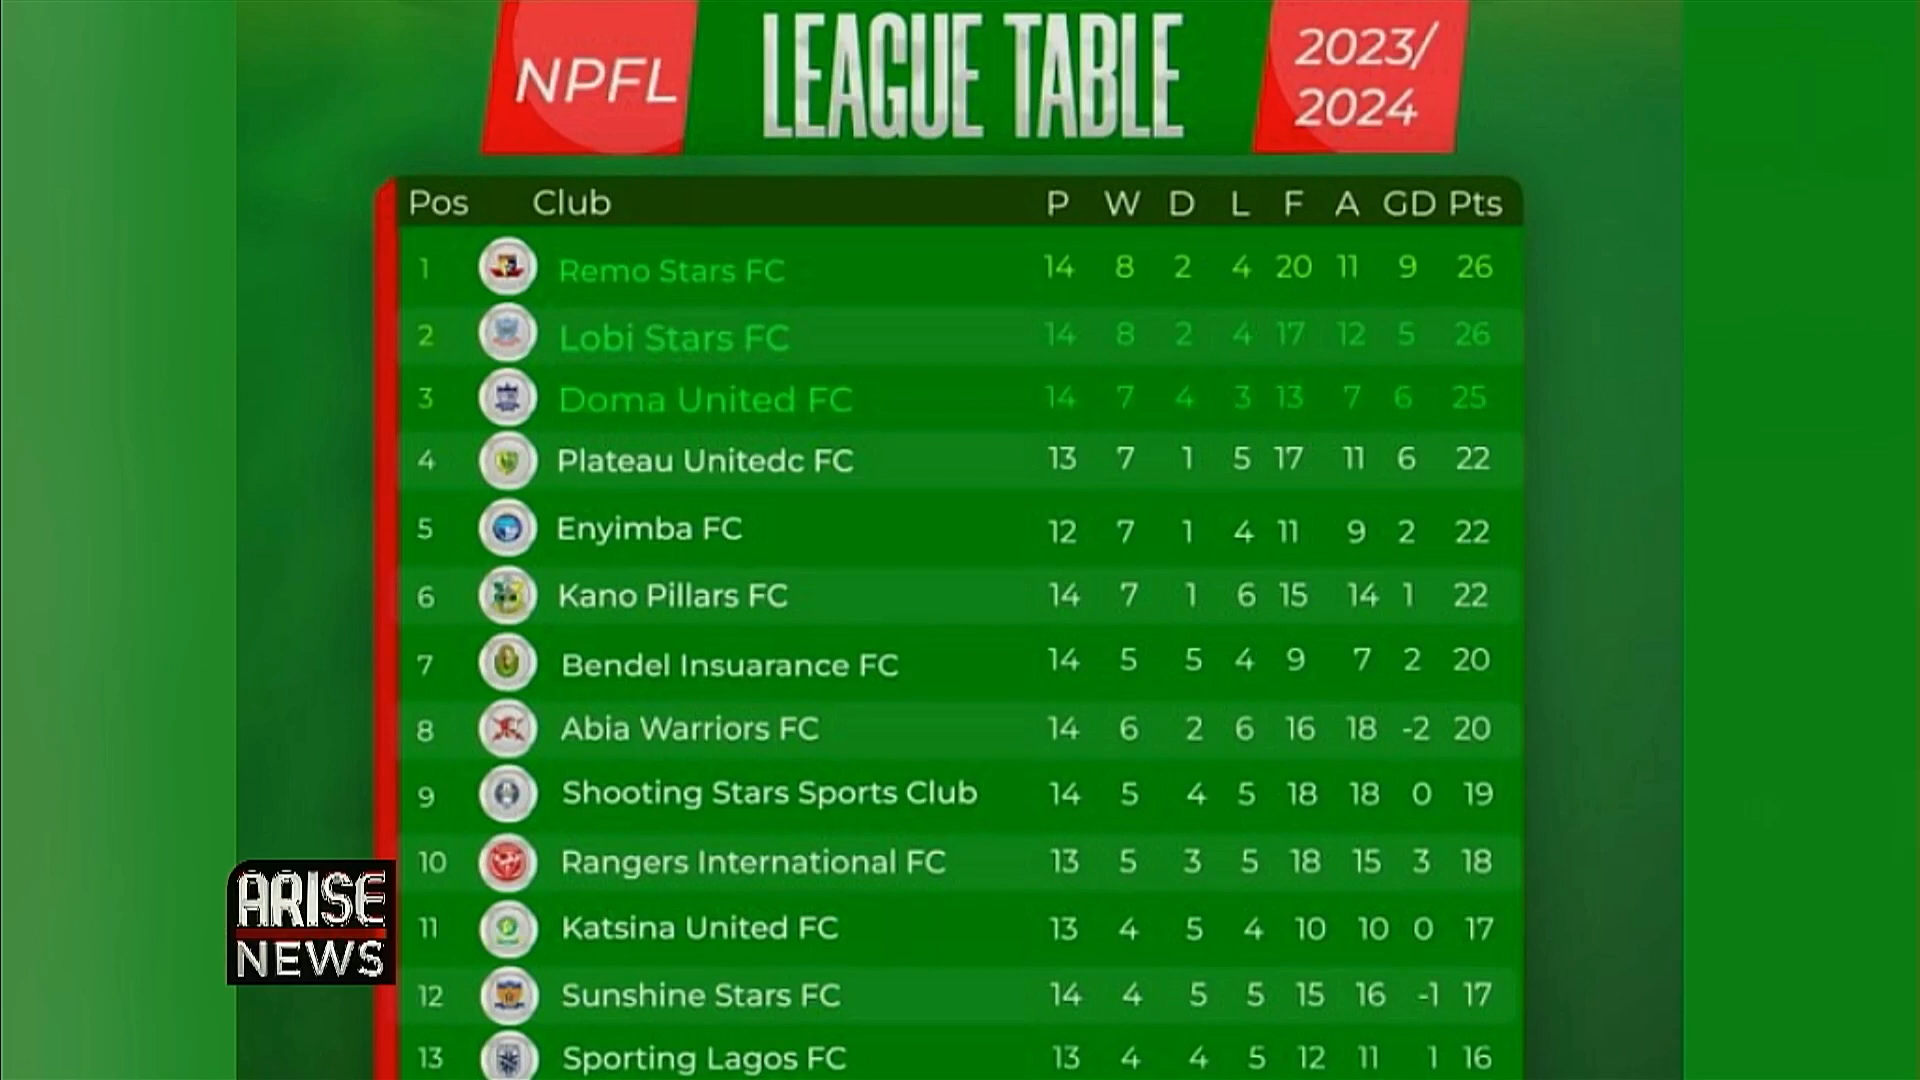 NPFL
LEAGUE TABLE
2023/
2024
Pos Club P W D L F A GD Pts
1 Remo Stars FC 14 8 2 4 20 11 9 26
2 Lobi Stars FC 14 8 2 4 17 12 5 26
3 Doma United FC 14 7 4 3 13 7 6 25
4 Plateau Unitedc FC 13 7 1 5 17 11 6 22
5 Enyimba FC 12 7 1 4 11 9 2 22
6 Kano Pillars FC 14 7 1 6 15 14 1 22
7 Bendel Insuarance FC 14 5 5 4 9 7 2 20
8 Abia Warriors FC 14 6 2 6 16 18 -2 20
9 Shooting Stars Sports Club 14 5 4 5 18 18 0 19
10 Rangers International FC 13 5 3 5 18 15 3 18
11 Katsina United FC 13 4 5 4 10 10 0 17
12 Sunshine Stars FC 14 4 5 5 15 16 -1 17
13 Sporting Lagos FC 13 4 4 5 12 11 1 16
ARISE
NEWS